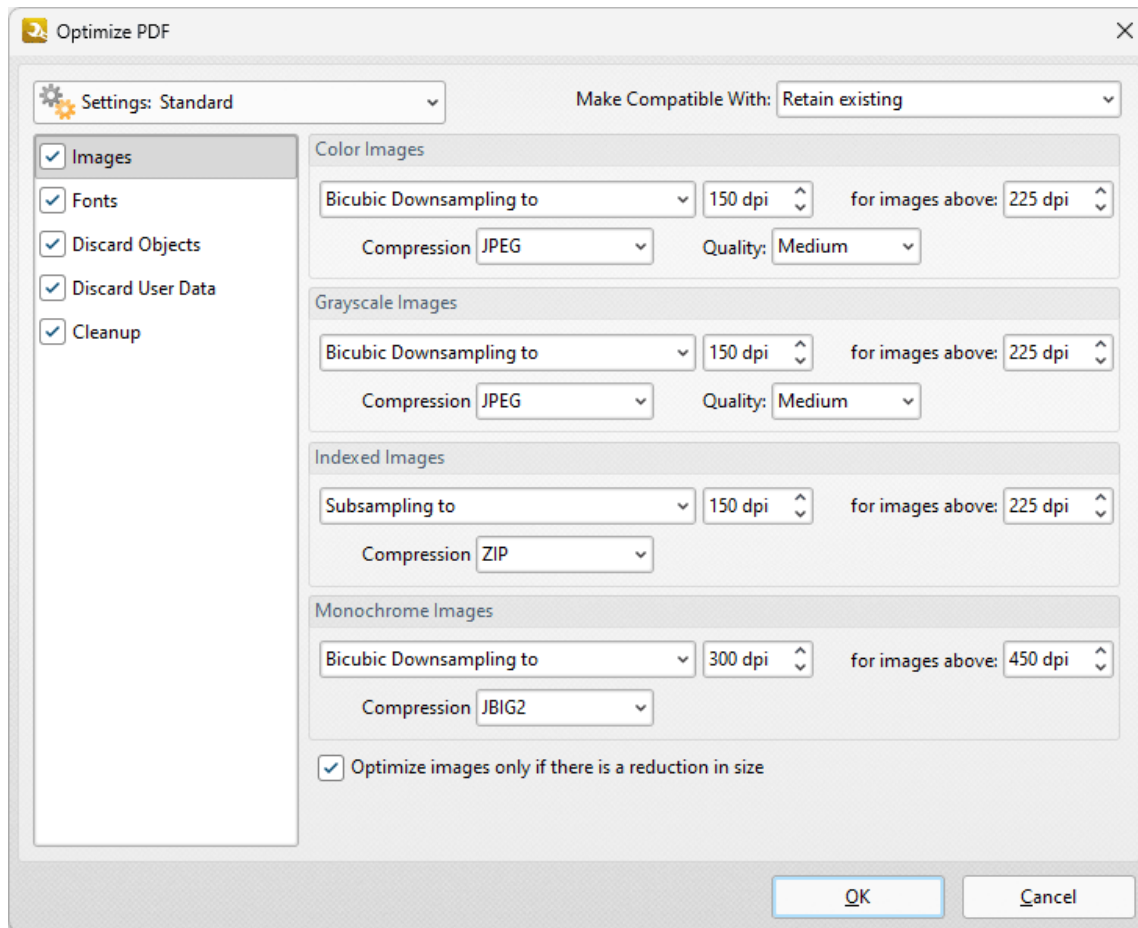 Optimize PDF
Settings: Standard
Make Compatible With: Retain existing
Images
Fonts
Discard Objects
Discard User Data
Cleanup
Color Images
Bicubic Downsampling to 150 dpi for images above: 225 dpi
Compression JPEG Quality: Medium
Grayscale Images
Bicubic Downsampling to 150 dpi for images above: 225 dpi
Compression JPEG Quality: Medium
Indexed Images
Subsampling to 150 dpi for images above: 225 dpi
Compression ZIP
Monochrome Images
Bicubic Downsampling to 300 dpi for images above: 450 dpi
Compression JBIG2
Optimize images only if there is a reduction in size
OK Cancel